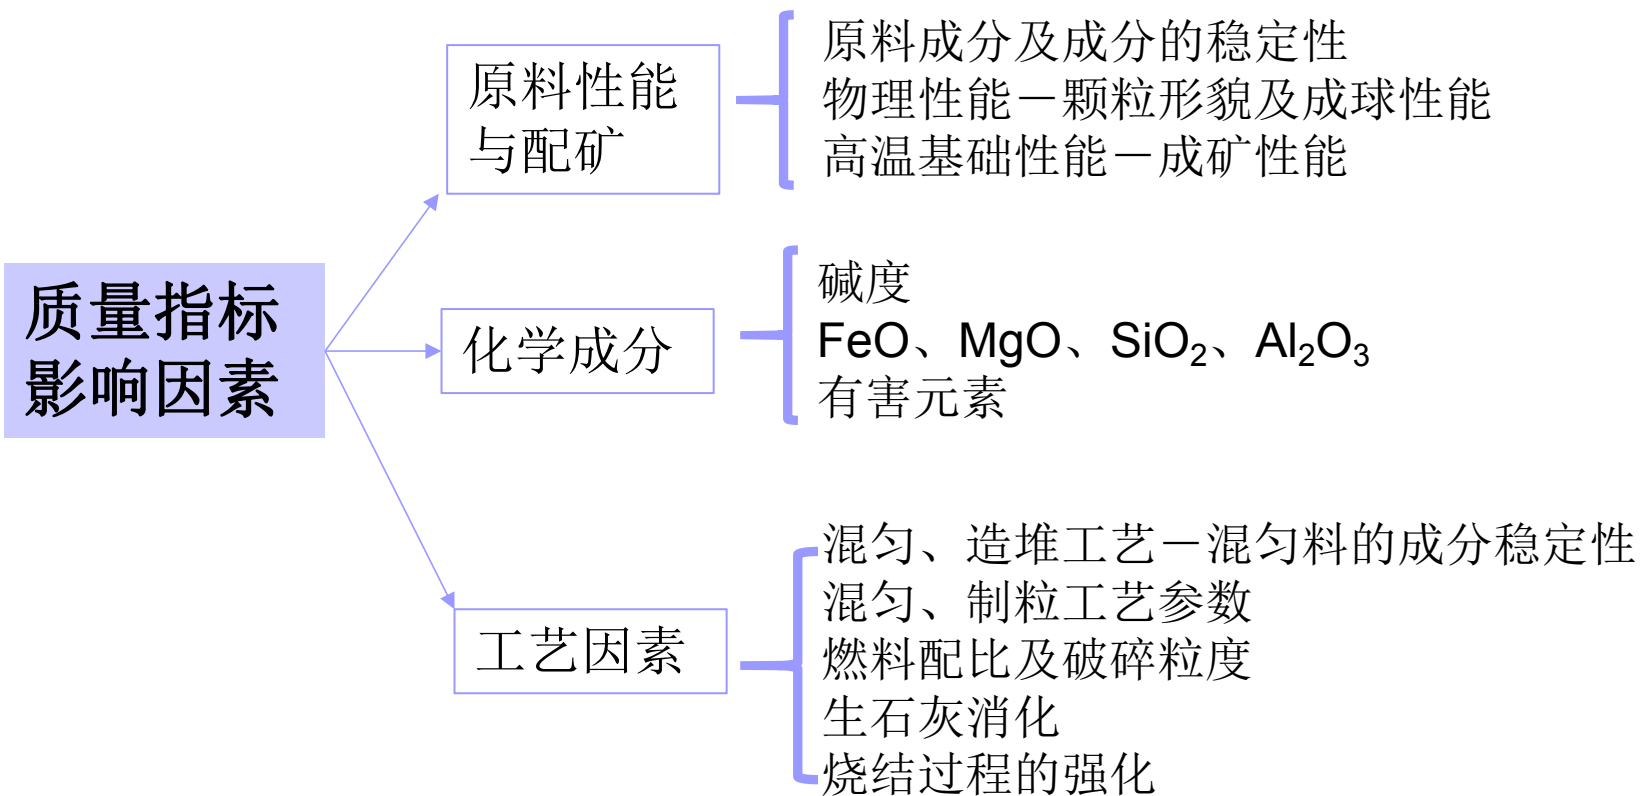 质量指标
影响因素
原料性能
与配矿
原料成分及成分的稳定性
物理性能－颗粒形貌及成球性能
高温基础性能－成矿性能
化学成分
碱度
FeO、MgO、SiO₂、Al₂O₃
有害元素
工艺因素
混匀、造堆工艺－混匀料的成分稳定性
混匀、制粒工艺参数
燃料配比及破碎粒度
生石灰消化
烧结过程的强化